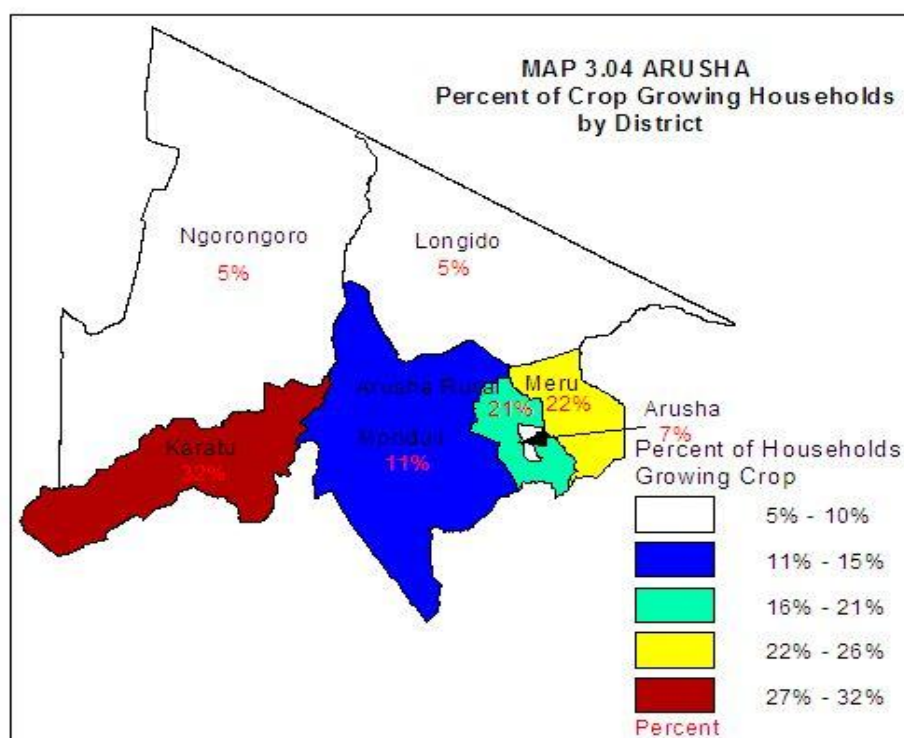 MAP 3.04 ARUSHA
Percent of Crop Growing Households
by District
Ngorongoro
5%
Longido
5%
Arusha Rural
21%
Meru
22%
Arusha
7%
Karatu
32%
Monduli
11%
Percent of Households
Growing Crop
5% - 10%
11% - 15%
16% - 21%
22% - 26%
27% - 32%
Percent